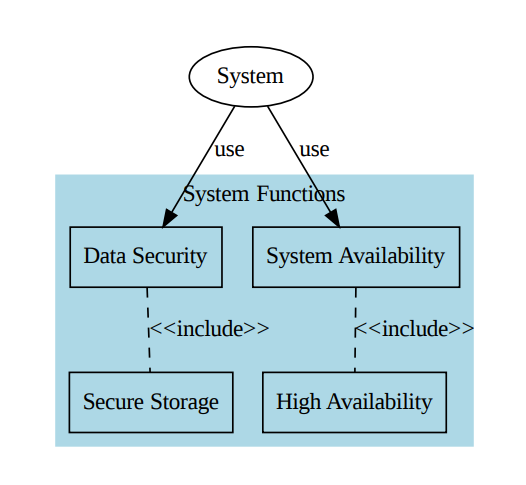 System
use
use
System Functions
Data Security
System Availability
<<include>>
<<include>>
Secure Storage
High Availability